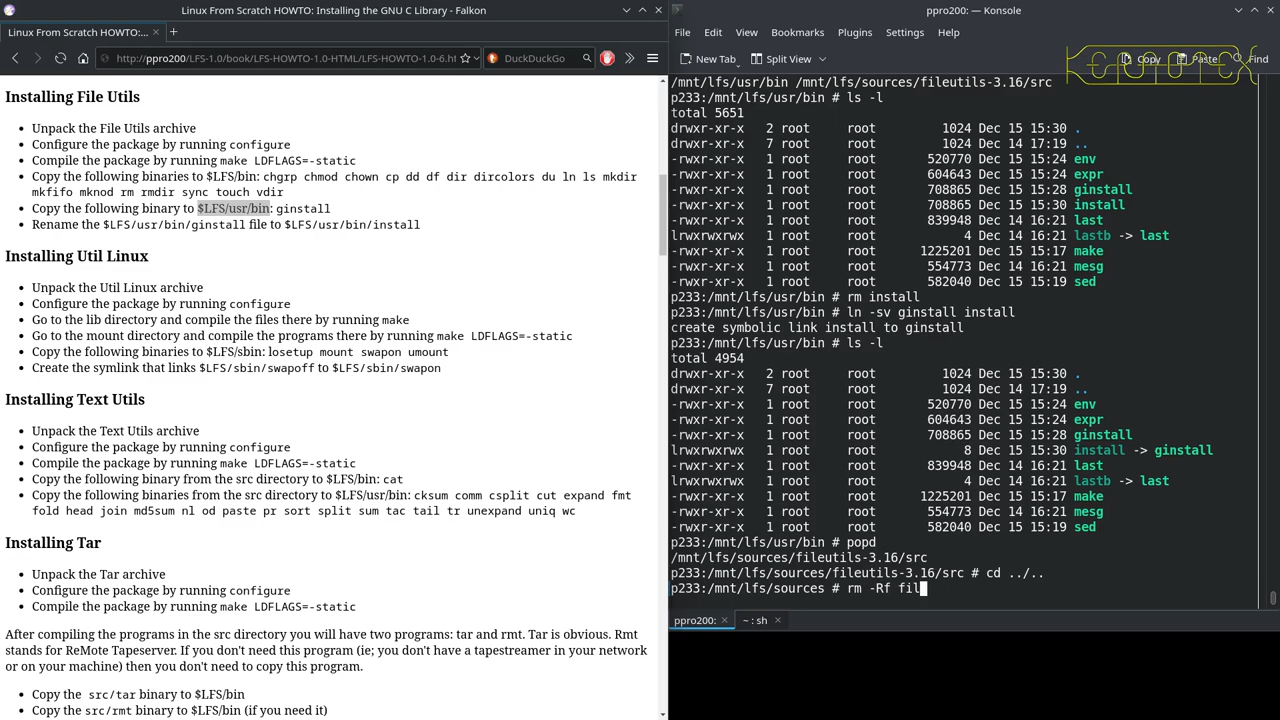 Linux From Scratch HOWTO: Installing the GNU C Library - Falkon
Linux From Scratch HOWTO:...
http://ppro200/LFS-1.0/book/LFS-HOWTO-1.0-HTML/LFS-HOWTO-1.0-6.ht
DuckDuckGo
Installing File Utils
• Unpack the File Utils archive
• Configure the package by running configure
• Compile the package by running make LDFLAGS=-static
• Copy the following binaries to $LFS/bin: chgrp chmod chown cp dd df dir dircolors du ln ls mkdir
mkfifo mknod rm rmdir sync touch vdir
• Copy the following binary to $LFS/usr/bin: ginstall
• Rename the $LFS/usr/bin/ginstall file to $LFS/usr/bin/install
Installing Util Linux
• Unpack the Util Linux archive
• Configure the package by running configure
• Go to the lib directory and compile the files there by running make
• Go to the mount directory and compile the programs there by running make LDFLAGS=-static
• Copy the following binaries to $LFS/sbin: losetup mount swapon umount
• Create the symlink that links $LFS/sbin/swapoff to $LFS/sbin/swapon
Installing Text Utils
• Unpack the Text Utils archive
• Configure the package by running configure
• Compile the package by running make LDFLAGS=-static
• Copy the following binary from the src directory to $LFS/bin: cat
• Copy the following binaries from the src directory to $LFS/usr/bin: cksum comm csplit cut expand fmt
fold head join md5sum nl od paste pr sort split sum tac tail tr unexpand uniq wc
Installing Tar
• Unpack the Tar archive
• Configure the package by running configure
• Compile the package by running make LDFLAGS=-static
After compiling the programs in the src directory you will have two programs: tar and rmt. Tar is obvious. Rmt
stands for ReMote Tapeserver. If you don't need this program (ie; you don't have a tapestreamer in your network
or on your machine) then you don't need to copy this program.
• Copy the src/tar binary to $LFS/bin
• Copy the src/rmt binary to $LFS/bin (if you need it)
ppro200: — Konsole
File Edit View Bookmarks Plugins Settings Help
New Tab Split View Copy Paste Find
/mnt/lfs/usr/bin /mnt/lfs/sources/fileutils-3.16/src
p233:/mnt/lfs/usr/bin # ls -l
total 5651
drwxr-xr-x 2 root root 1024 Dec 15 15:30 .
drwxr-xr-x 7 root root 1024 Dec 14 17:19 ..
-rwxr-xr-x 1 root root 520770 Dec 15 15:24 env
-rwxr-xr-x 1 root root 604643 Dec 15 15:24 expr
-rwxr-xr-x 1 root root 708865 Dec 15 15:28 ginstall
-rwxr-xr-x 1 root root 708865 Dec 15 15:30 install
-rwxr-xr-x 1 root root 839948 Dec 14 16:21 last
lrwxrwxrwx 1 root root 4 Dec 14 16:21 lastb -> last
-rwxr-xr-x 1 root root 1225201 Dec 15 15:17 make
-rwxr-xr-x 1 root root 554773 Dec 14 16:21 mesg
-rwxr-xr-x 1 root root 582040 Dec 15 15:19 sed
p233:/mnt/lfs/usr/bin # rm install
p233:/mnt/lfs/usr/bin # ln -sv ginstall install
create symbolic link install to ginstall
p233:/mnt/lfs/usr/bin # ls -l
total 4954
drwxr-xr-x 2 root root 1024 Dec 15 15:30 .
drwxr-xr-x 7 root root 1024 Dec 14 17:19 ..
-rwxr-xr-x 1 root root 520770 Dec 15 15:24 env
-rwxr-xr-x 1 root root 604643 Dec 15 15:24 expr
-rwxr-xr-x 1 root root 708865 Dec 15 15:28 ginstall
lrwxrwxrwx 1 root root 8 Dec 15 15:30 install -> ginstall
-rwxr-xr-x 1 root root 839948 Dec 14 16:21 last
lrwxrwxrwx 1 root root 4 Dec 14 16:21 lastb -> last
-rwxr-xr-x 1 root root 1225201 Dec 15 15:17 make
-rwxr-xr-x 1 root root 554773 Dec 14 16:21 mesg
-rwxr-xr-x 1 root root 582040 Dec 15 15:19 sed
p233:/mnt/lfs/usr/bin # popd
/mnt/lfs/sources/fileutils-3.16/src
p233:/mnt/lfs/sources/fileutils-3.16/src # cd ../..
p233:/mnt/lfs/sources # rm -Rf fil
ppro200: ~ : sh